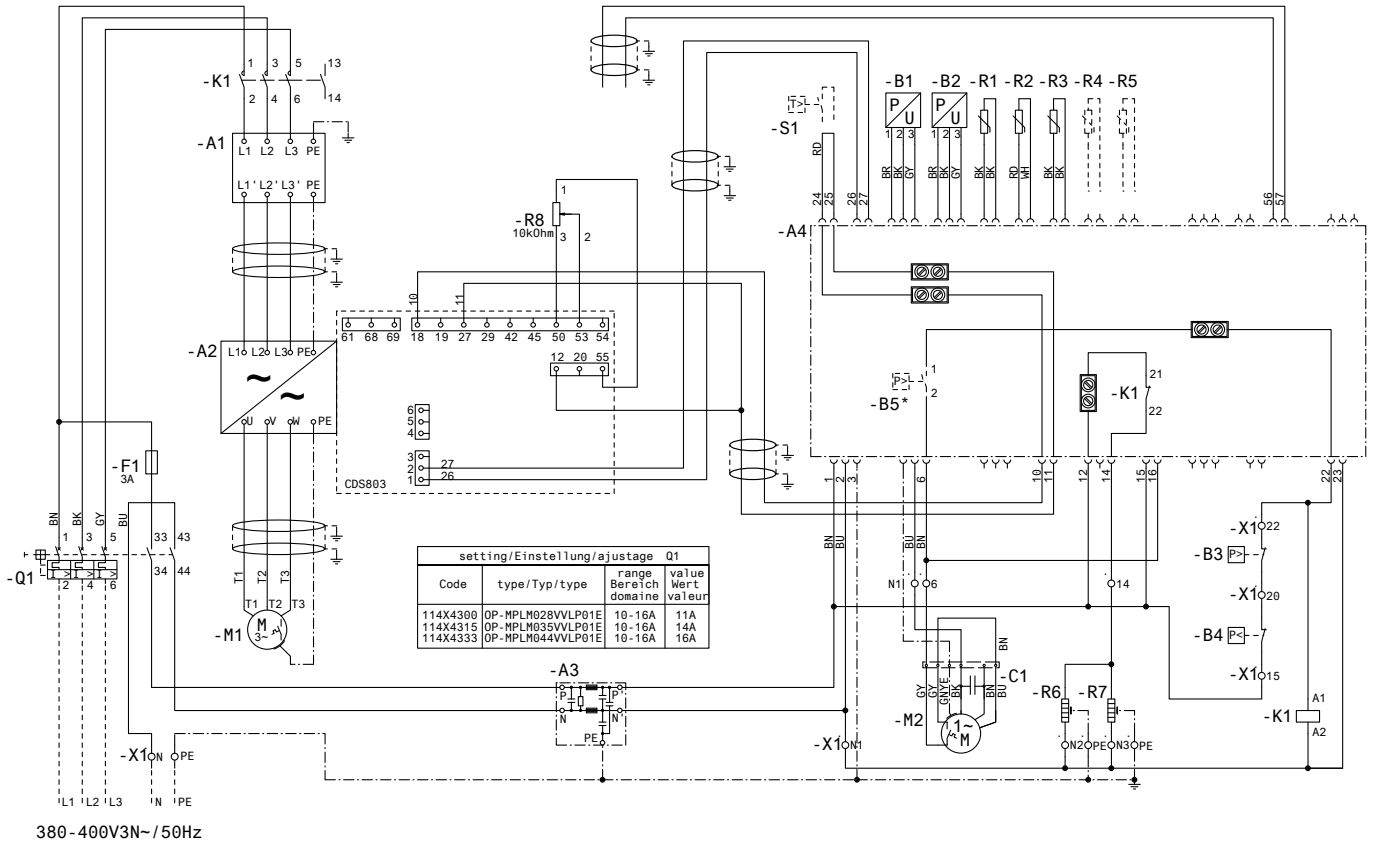 1 3 5 13
-K1
2 4 6 14
-A1
L1 L2 L3 PE
L1' L2' L3' PE
-S1
T>
-B1 -B2 -R1 -R2 -R3 -R4 -R5
P U P U
1 2 3 1 2 3
RD BR BK GY BR BK GY BK BK RD WH BK BK
24 25 26 27 56 57
-A4
-R8
10kOhm
1
3 2
10 11
61 68 69 18 19 27 29 42 45 50 53 54
12 20 55
-A2
L1 L2 L3 PE
~
~
U V W PE
6
5
4
3
2
1
27
26
CDS803
P>
1
2
-B5*
-K1
21
22
-F1
3A
BN BK GY BU
1 3 5 33 43
-Q1
I> I> I>
2 4 6 34 44
T1 T2 T3
T1 T2 T3
M
3~
-M1
setting/Einstellung/ajustage Q1
Code type/Typ/type range Bereich domaine value Wert valeur
114X4300 OP-MPLM028VVLP01E 10-16A 11A
114X4315 OP-MPLM035VVLP01E 10-16A 14A
114X4333 OP-MPLM044VVLP01E 10-16A 16A
1 2 3 6 10 11 12 14 15 16 22 23
BN BU BU BN
N1 6 14
-X1 22
-B3 P>
-X1 20
-B4 P<
-X1 15
-A3
P P'
N N'
PE
BN
-C1
GY GY GNYE BK BN BU
-M2
1~
M
-R6 -R7
-K1
A1
A2
-X1 N1
N2 PE N3 PE
-X1 N PE
L1 L2 L3 N PE
380-400V3N~/50Hz